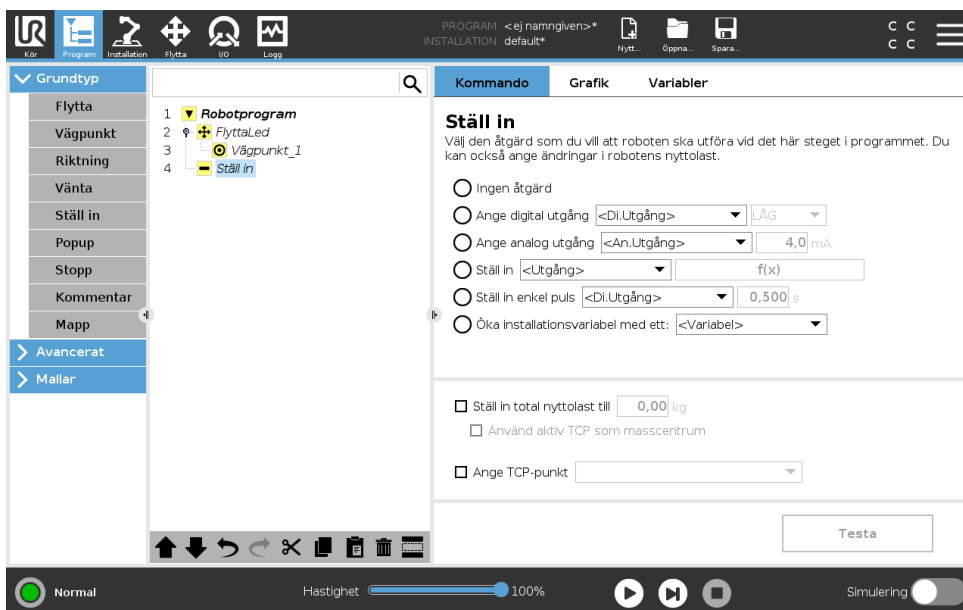 PROGRAM <ej namngiven>*
INSTALLATION default*
Kör
Program
Installation
Flytta
I/O
Logg
Nytt...
Öppna...
Spara...
C C
C C
Grundtyp
Flytta
Vägpunkt
Riktning
Vänta
Ställ in
Popup
Stopp
Kommentar
Mapp
Avancerat
Mallar
1 Robotprogram
2 FlyttaLed
3 Vägpunkt_1
4 Ställ in
Kommando Grafik Variabler
Ställ in
Välj den åtgärd som du vill att roboten ska utföra vid det här steget i programmet. Du
kan också ange ändringar i robotens nyttolast.
Ingen åtgärd
Ange digital utgång <Di.Utgång> LÅG
Ange analog utgång <An.Utgång> 4,0 mA
Ställ in <Utgång> f(x)
Ställ in enkel puls <Di.Utgång> 0,500 s
Öka installationsvariabel med ett: <Variabel>
Ställ in total nyttolast till 0,00 kg
Använd aktiv TCP som masscentrum
Ange TCP-punkt
Testa
Normal
Hastighet 100%
Simulering